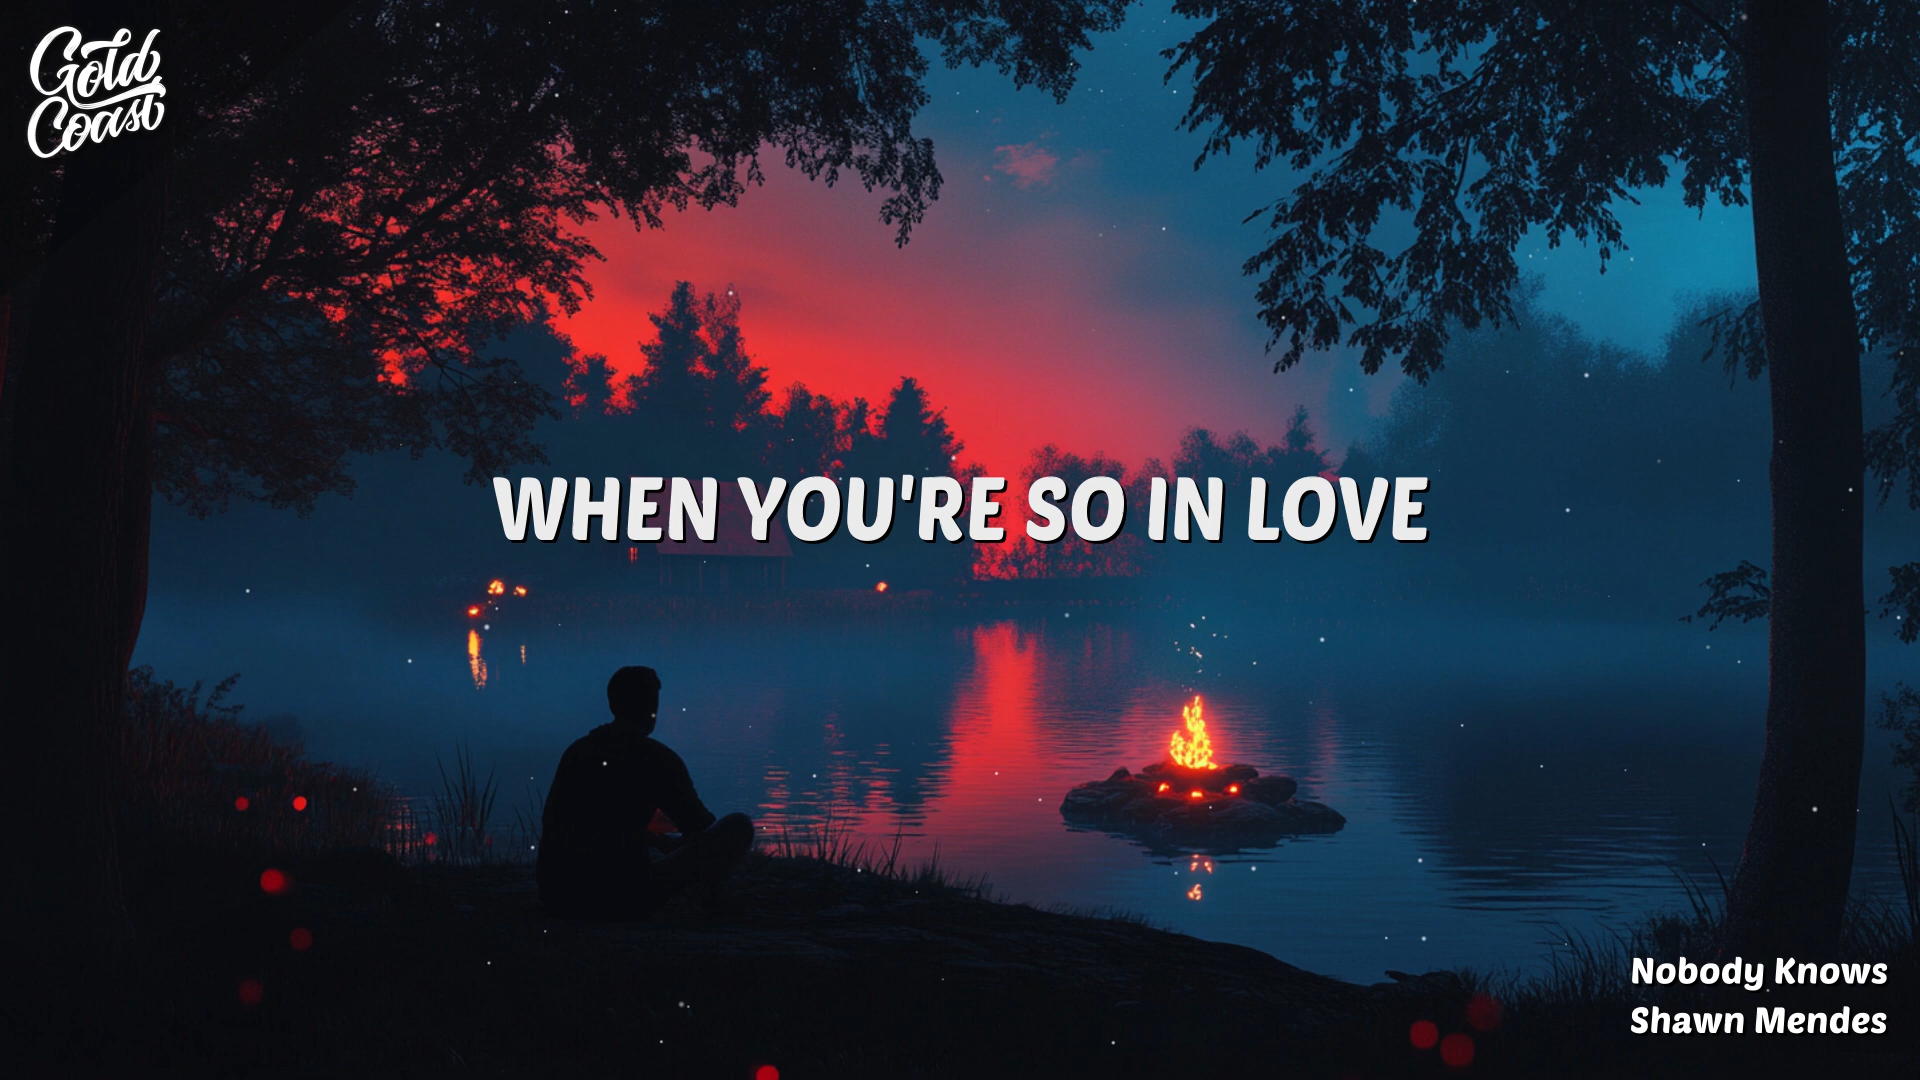 Gold
Coast
WHEN YOU'RE SO IN LOVE
Nobody Knows
Shawn Mendes